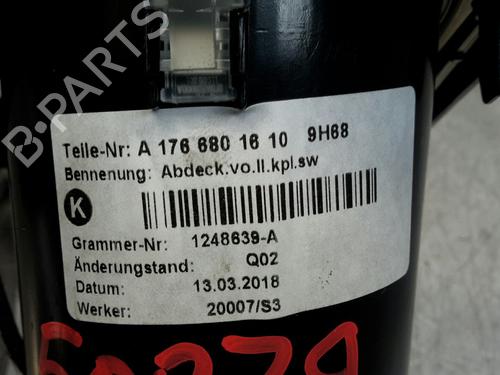 B-PARTS
Teile-Nr: A 176 680 16 10 9H68
Bennenung: Abdeck.vo.ll.kpl.sw
K
Grammer-Nr: 1248639-A
Änderungstand: Q02
Datum: 13.03.2018
Werker: 20007/S3